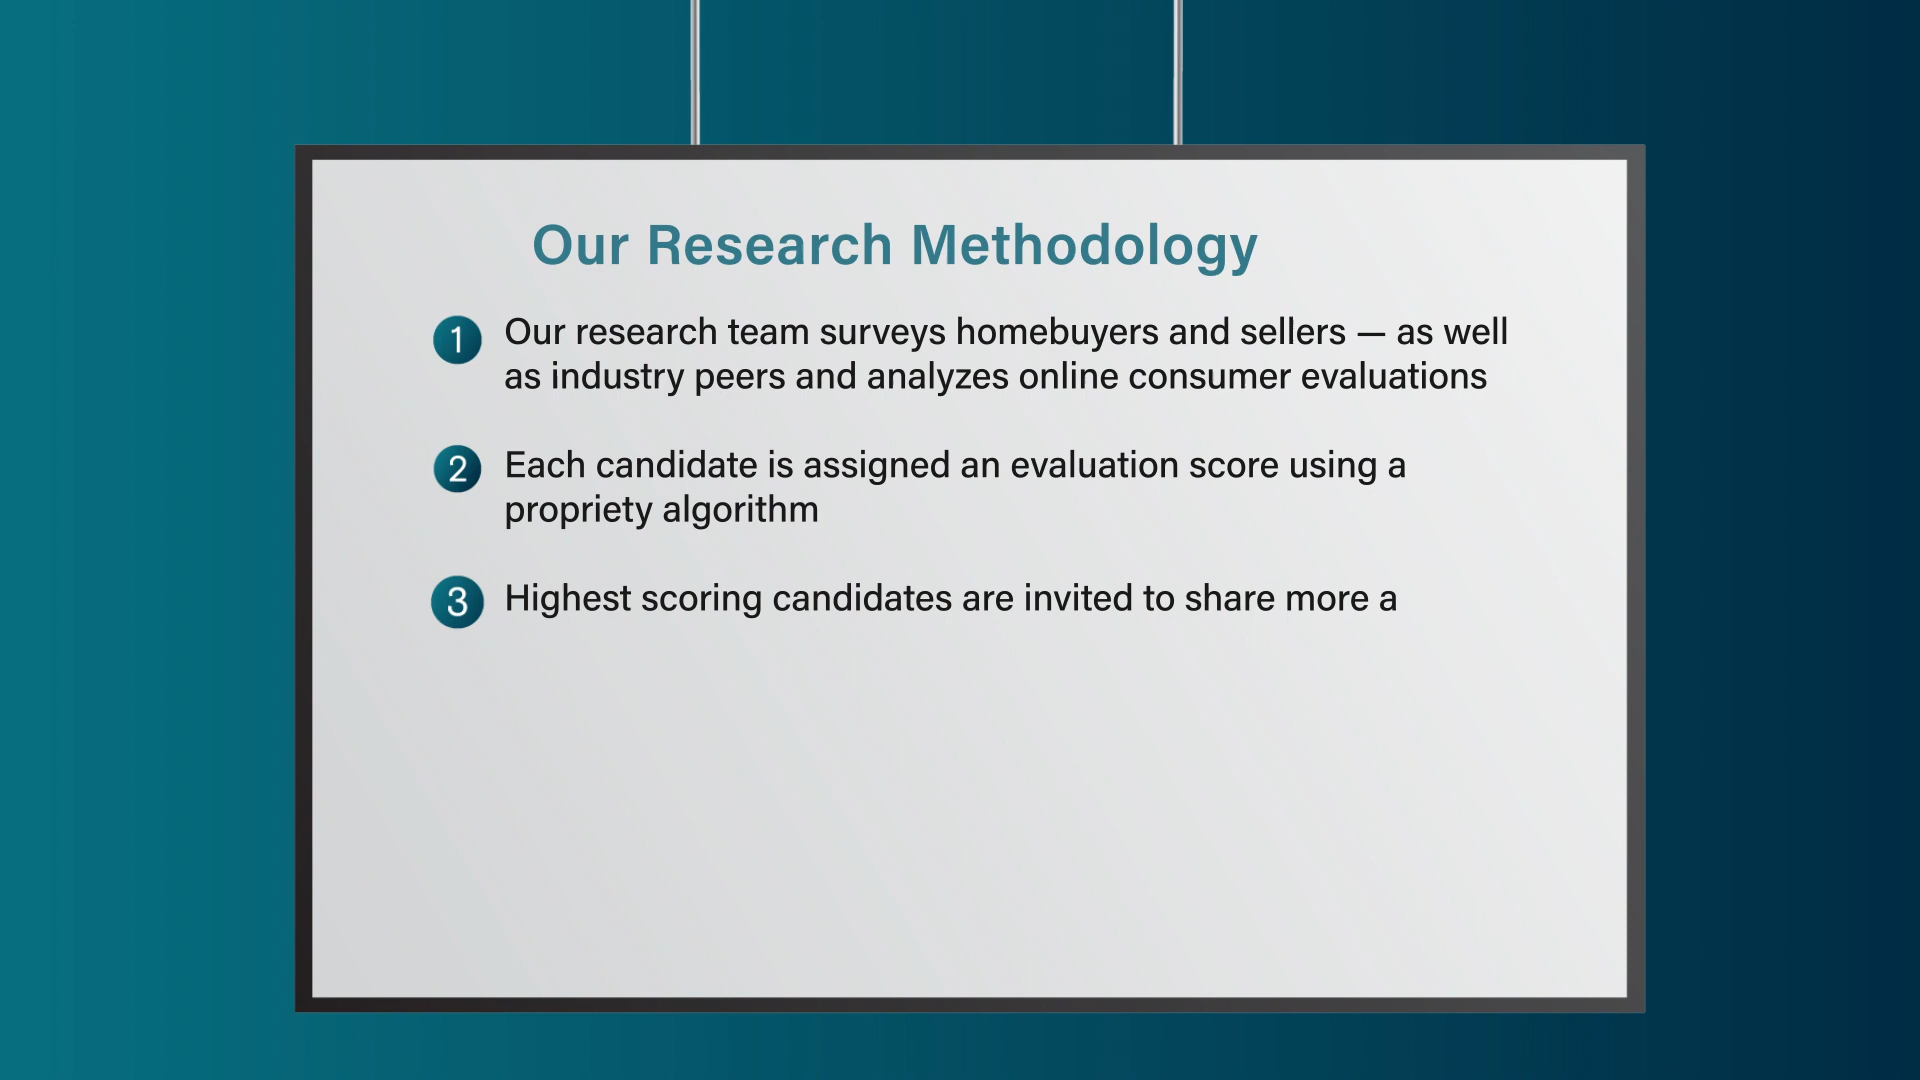 Our Research Methodology
1 Our research team surveys homebuyers and sellers — as well
as industry peers and analyzes online consumer evaluations
2 Each candidate is assigned an evaluation score using a
propriety algorithm
3 Highest scoring candidates are invited to share more a